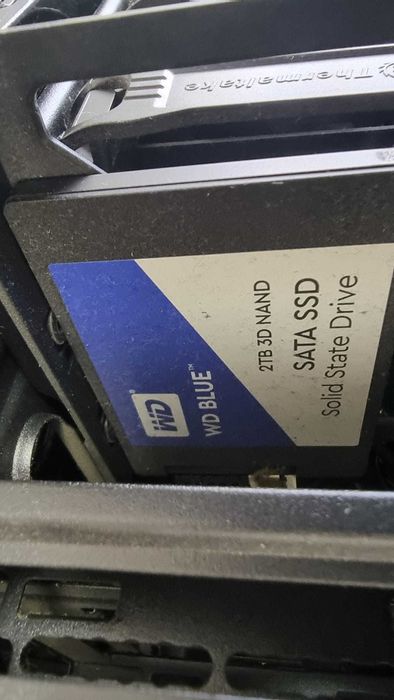 Thermaltake
WD
WD BLUE™
2TB 3D NAND
SATA SSD
Solid State Drive